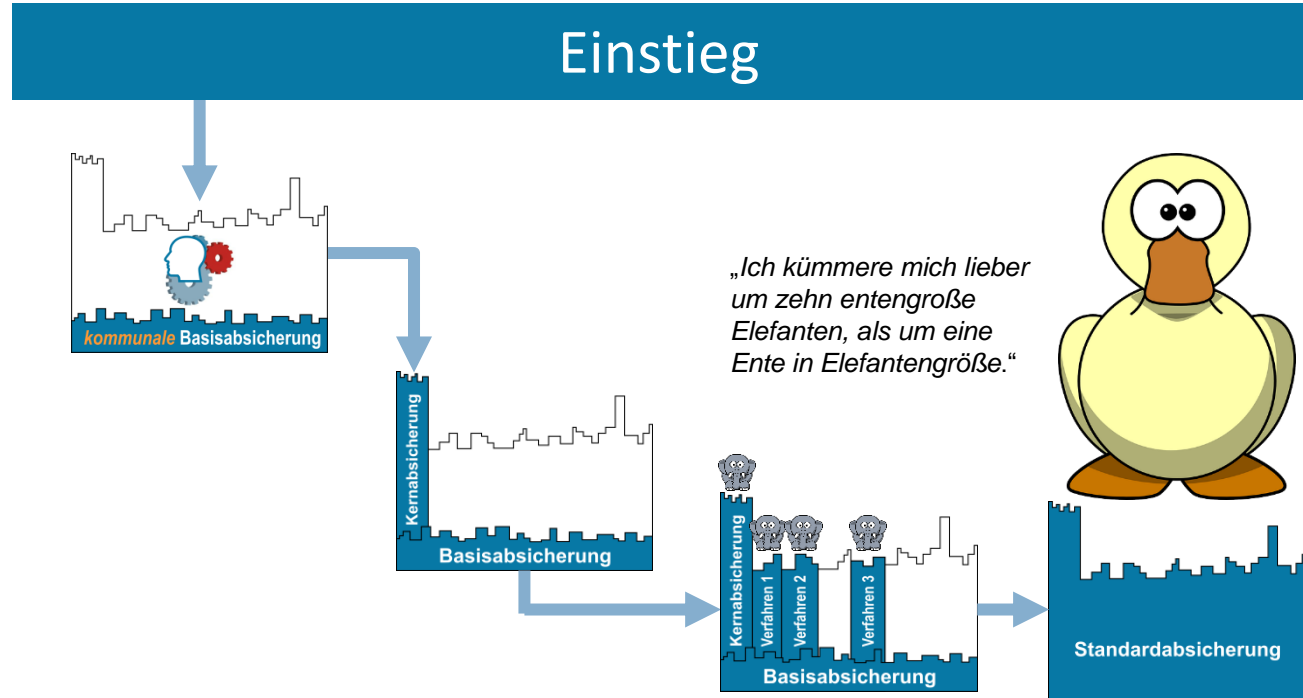 Einstieg
kommunale Basisabsicherung
„Ich kümmere mich lieber
um zehn entengroße
Elefanten, als um eine
Ente in Elefantengröße.“
Kernabsicherung
Basisabsicherung
Kernabsicherung
Verfahren 1
Verfahren 2
Verfahren 3
Basisabsicherung
Standardabsicherung